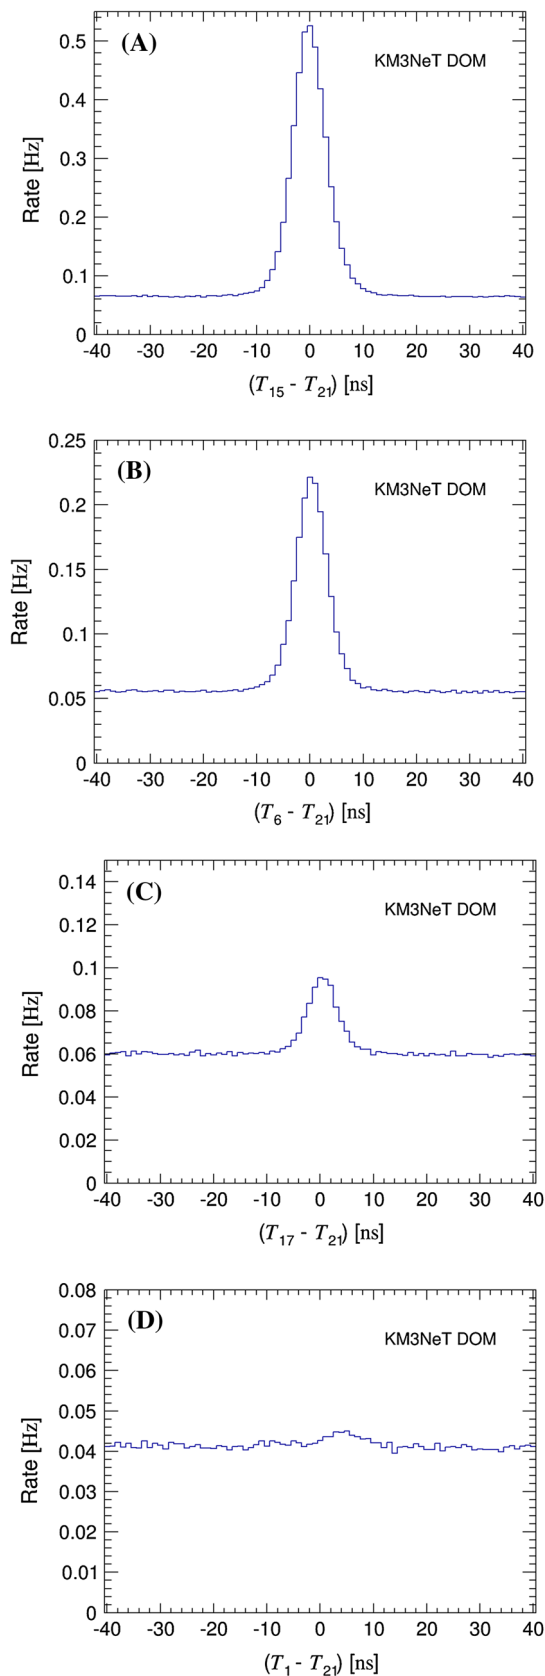 (A)
KM3NeT DOM
Rate [Hz]
0.5
0.4
0.3
0.2
0.1
0
-40 -30 -20 -10 0 10 20 30 40
(T15 - T21) [ns]
(B)
KM3NeT DOM
Rate [Hz]
0.25
0.2
0.15
0.1
0.05
0
-40 -30 -20 -10 0 10 20 30 40
(T6 - T21) [ns]
(C)
KM3NeT DOM
Rate [Hz]
0.14
0.12
0.1
0.08
0.06
0.04
0.02
0
-40 -30 -20 -10 0 10 20 30 40
(T17 - T21) [ns]
(D)
KM3NeT DOM
Rate [Hz]
0.08
0.07
0.06
0.05
0.04
0.03
0.02
0.01
0
-40 -30 -20 -10 0 10 20 30 40
(T1 - T21) [ns]